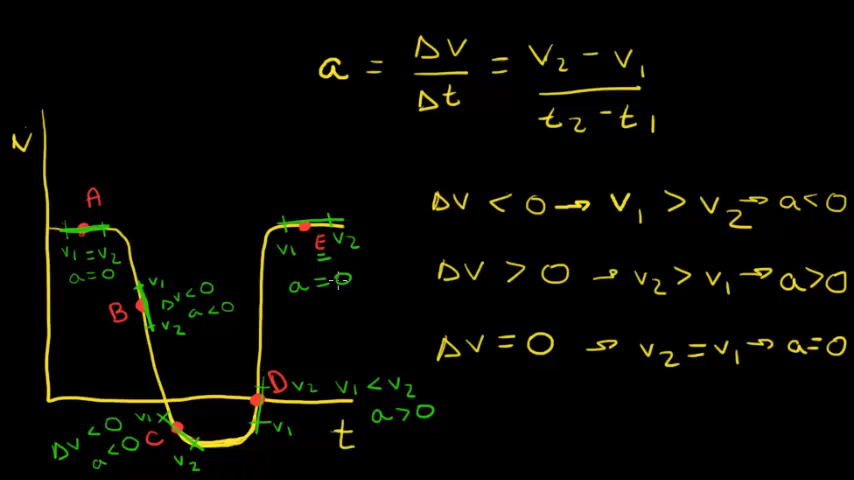 a = ΔV/Δt = V₂ - V₁/t₂ - t₁
V
ΔV < 0 → V₁ > V₂ → a < 0
ΔV > 0 → V₂ > V₁ → a > 0
ΔV = 0 → V₂ = V₁ → a = 0
A
V₁ = V₂
a = 0
B
V₁
ΔV < 0
a < 0
V₂
C
V₁
ΔV < 0
a < 0
V₂
D
V₂
V₁ < V₂
a > 0
V₁
E
V₁
V₂
a = 0
t